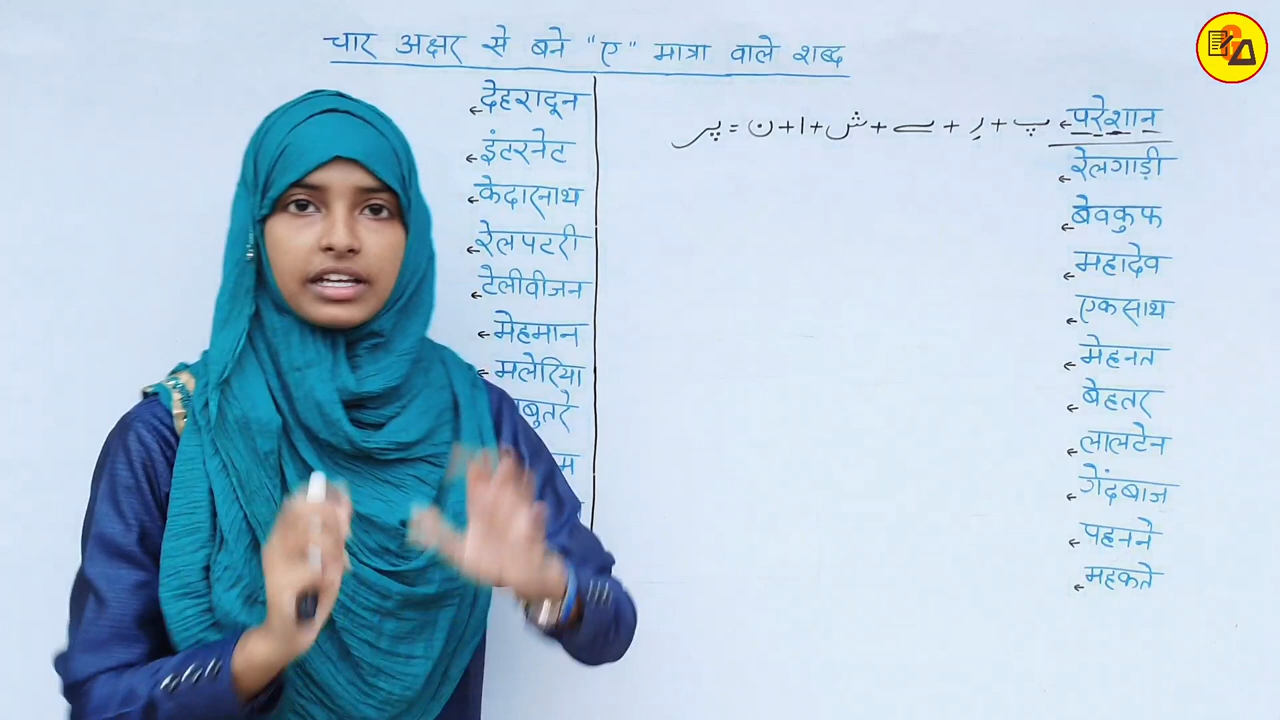 चार अक्षर से बने "ए" मात्रा वाले शब्द
परेशान ← پ + ر + ے + ش + ا + ن = پر
रेलगाड़ी
बेवकुफ
महादेव
एकसाथ
मेहनत
बेहतर
लालटेन
गेंदबाज
पहनने
महकते
देहरादून
इंटरनेट
केदारनाथ
रेलपटरी
टेलीवीजन
मेहमान
मलेरिया